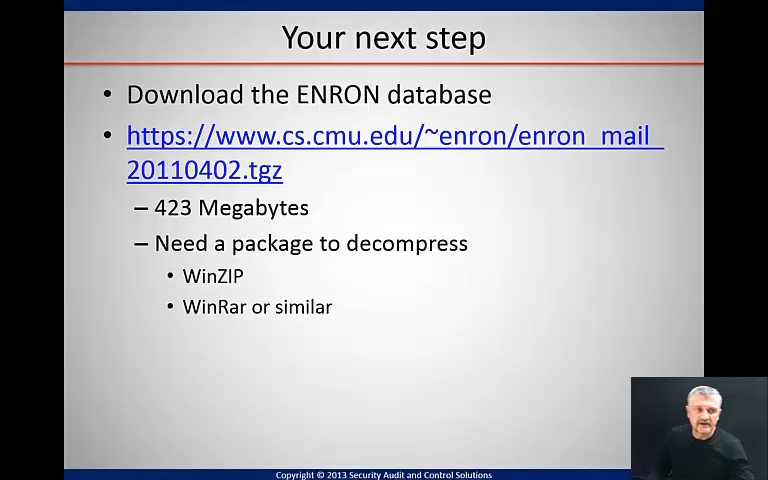 Your next step
• Download the ENRON database
• https://www.cs.cmu.edu/~enron/enron_mail_
20110402.tgz
– 423 Megabytes
– Need a package to decompress
• WinZIP
• WinRar or similar
Copyright © 2013 Security Audit and Control Solutions